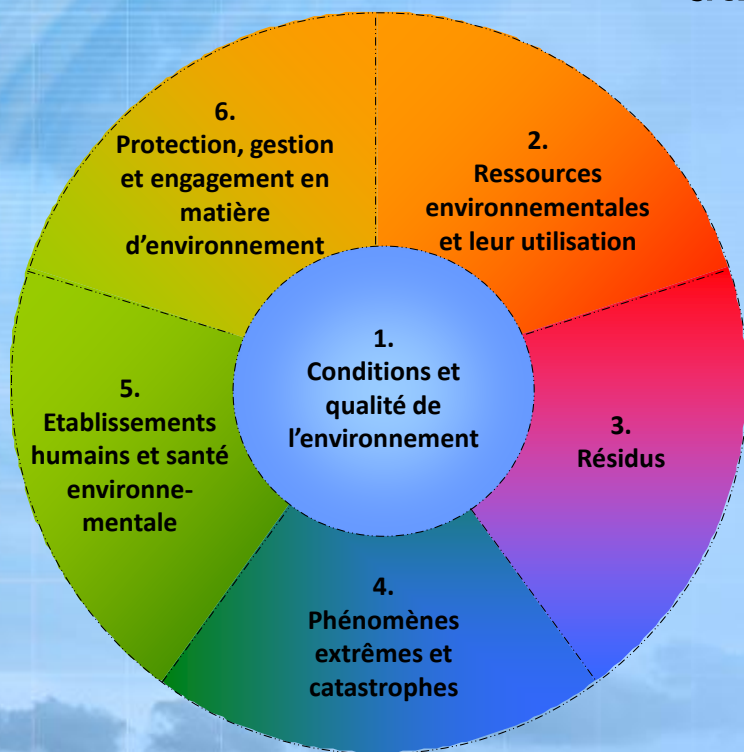 1.
Conditions et
qualité de
l'environnement
2.
Ressources
environnementales
et leur utilisation
3.
Résidus
4.
Phénomènes
extrêmes et
catastrophes
5.
Etablissements
humains et santé
environne-
mentale
6.
Protection, gestion
et engagement en
matière
d'environnement